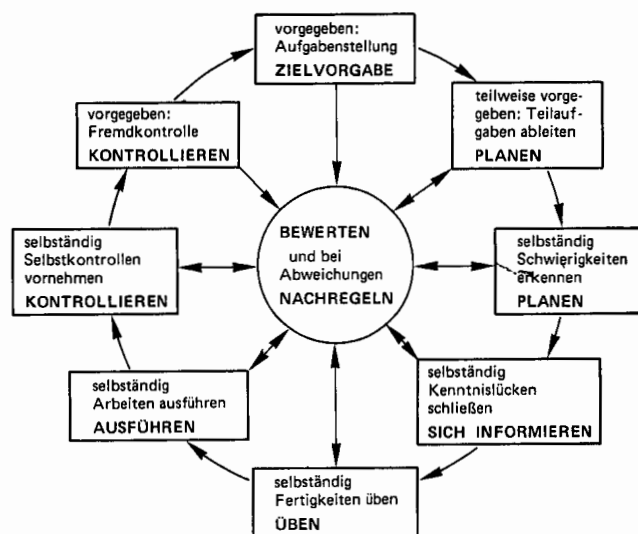 vorgegeben:
Aufgabenstellung
ZIELVORGABE
teilweise vorge-
geben: Teilauf-
gaben ableiten
PLANEN
selbständig
Schwierigkeiten
erkennen
PLANEN
selbständig
Kenntnislücken
schließen
SICH INFORMIEREN
selbständig
Fertigkeiten üben
ÜBEN
selbständig
Arbeiten ausführen
AUSFÜHREN
selbständig
Selbstkontrollen
vornehmen
KONTROLLIEREN
vorgegeben:
Fremdkontrolle
KONTROLLIEREN
BEWERTEN
und bei
Abweichungen
NACHREGELN